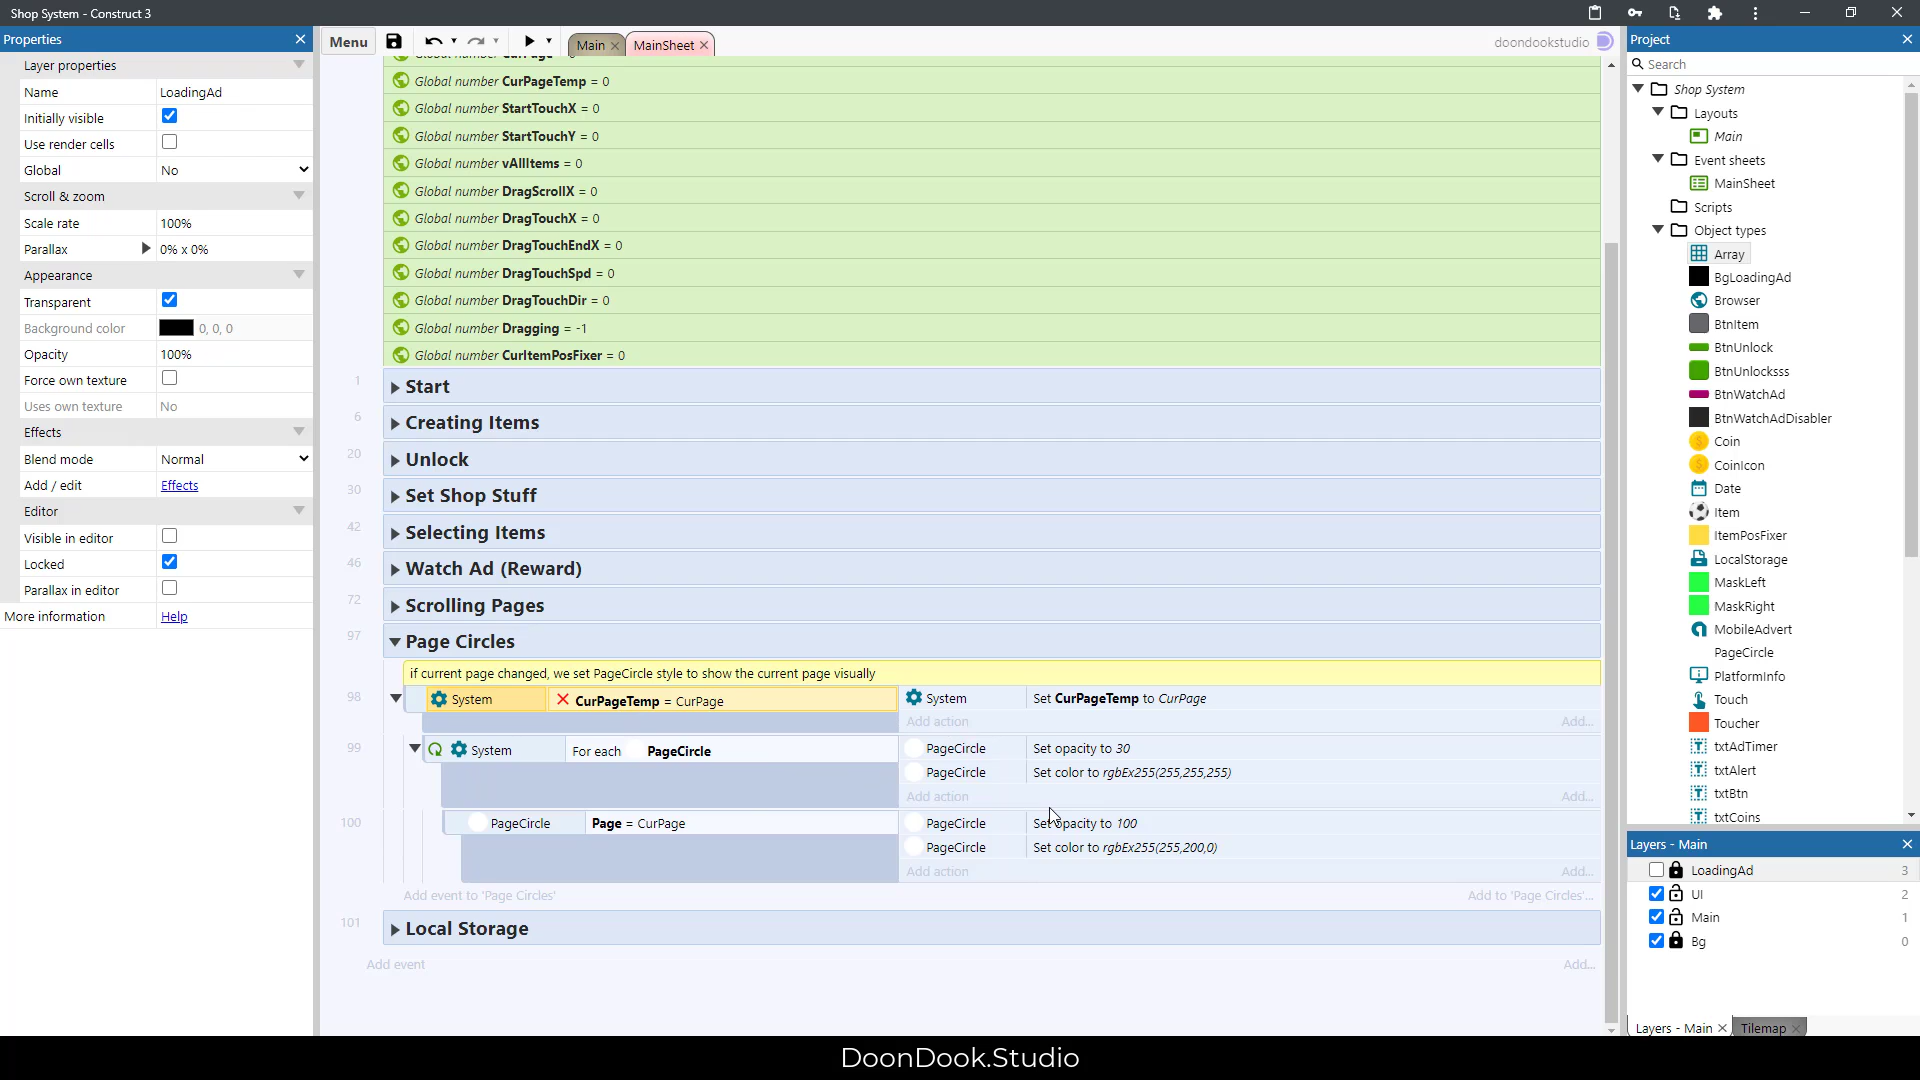 Shop System - Construct 3
Properties
Layer properties
Name LoadingAd
Initially visible
Use render cells
Global No
Scroll & zoom
Scale rate 100%
Parallax 0% x 0%
Appearance
Transparent
Background color 0, 0, 0
Opacity 100%
Force own texture
Uses own texture No
Effects
Blend mode Normal
Add / edit Effects
Editor
Visible in editor
Locked
Parallax in editor
More information Help
Menu
Main
MainSheet
doondookstudio
Global number CurPage = 0
Global number CurPageTemp = 0
Global number StartTouchX = 0
Global number StartTouchY = 0
Global number vAllItems = 0
Global number DragScrollX = 0
Global number DragTouchX = 0
Global number DragTouchEndX = 0
Global number DragTouchSpd = 0
Global number DragTouchDir = 0
Global number Dragging = -1
Global number CurItemPosFixer = 0
1 Start
6 Creating Items
20 Unlock
30 Set Shop Stuff
42 Selecting Items
46 Watch Ad (Reward)
72 Scrolling Pages
97 Page Circles
if current page changed, we set PageCircle style to show the current page visually
98 System CurPageTemp = CurPage System Set CurPageTemp to CurPage
Add action Add...
99 System For each PageCircle PageCircle Set opacity to 30
PageCircle Set color to rgbEx255(255,255,255)
Add action Add...
100 PageCircle Page = CurPage PageCircle Set opacity to 100
PageCircle Set color to rgbEx255(255,200,0)
Add action Add...
Add event to 'Page Circles' Add to 'Page Circles'...
101 Local Storage
Add event Add...
Project
Search
Shop System
Layouts
Main
Event sheets
MainSheet
Scripts
Object types
Array
BgLoadingAd
Browser
BtnItem
BtnUnlock
BtnUnlocksss
BtnWatchAd
BtnWatchAdDisabler
Coin
CoinIcon
Date
Item
ItemPosFixer
LocalStorage
MaskLeft
MaskRight
MobileAdvert
PageCircle
PlatformInfo
Touch
Toucher
txtAdTimer
txtAlert
txtBtn
txtCoins
Layers - Main
LoadingAd 3
UI 2
Main 1
Bg 0
Layers - Main
Tilemap
DoonDook.Studio